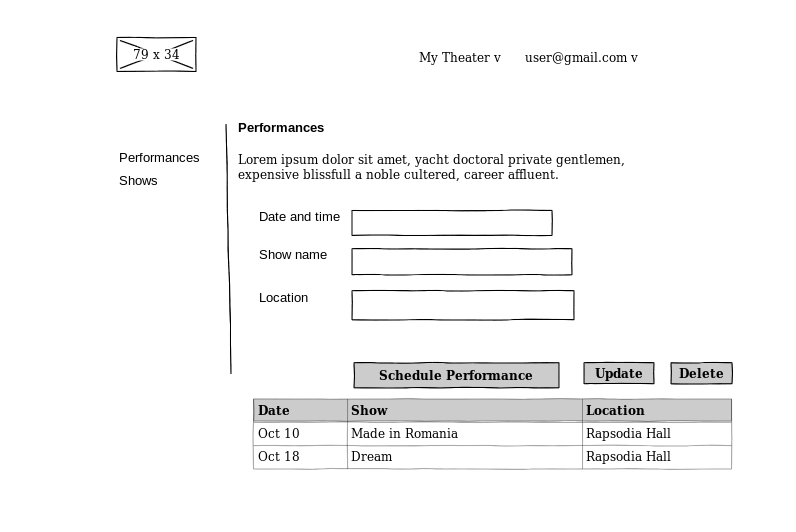 79 x 34
My Theater v user@gmail.com v
Performances
Shows
Performances
Lorem ipsum dolor sit amet, yacht doctoral private gentlemen,
expensive blissfull a noble cultured, career affluent.
Date and time
Show name
Location
Schedule Performance Update Delete
Date Show Location
Oct 10 Made in Romania Rapsodia Hall
Oct 18 Dream Rapsodia Hall